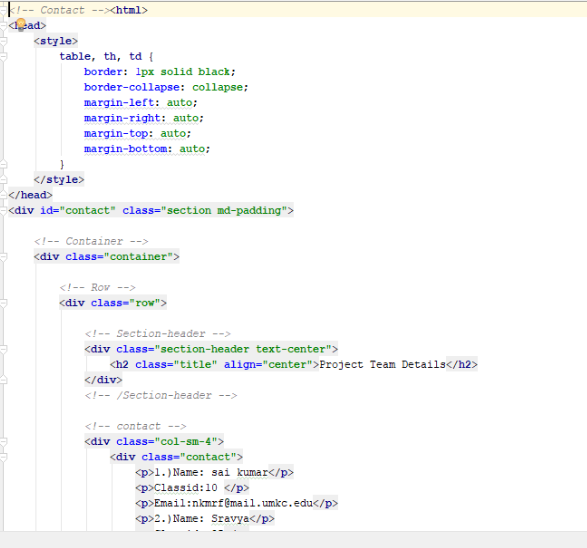 <!-- Contact --><html>
<head>
<style>
table, th, td {
border: 1px solid black;
border-collapse: collapse;
margin-left: auto;
margin-right: auto;
margin-top: auto;
margin-bottom: auto;
}
</style>
</head>
<div id="contact" class="section md-padding">
<!-- Container -->
<div class="container">
<!-- Row -->
<div class="row">
<!-- Section-header -->
<div class="section-header text-center">
<h2 class="title" align="center">Project Team Details</h2>
</div>
<!-- /Section-header -->
<!-- contact -->
<div class="col-sm-4">
<div class="contact">
<p>1.)Name: sai kumar</p>
<p>Classid:10 </p>
<p>Email:nkmrf@mail.umkc.edu</p>
<p>2.)Name: Sravya</p>